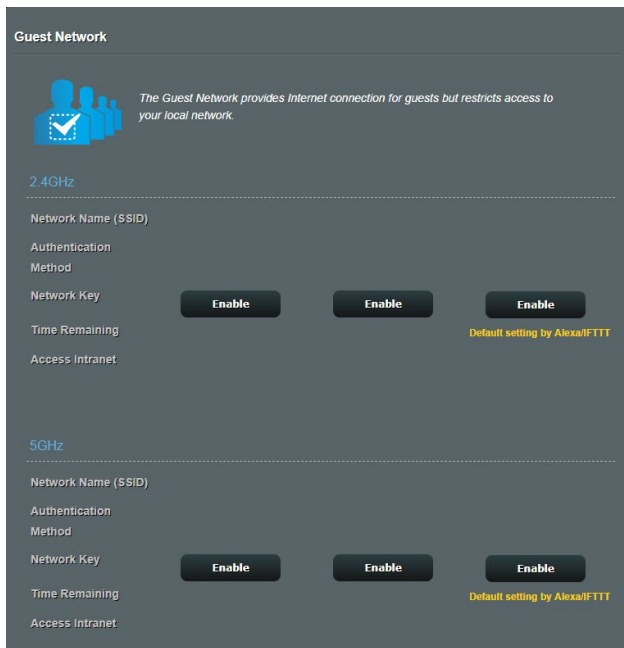 Guest Network
The Guest Network provides Internet connection for guests but restricts access to
your local network.
2.4GHz
Network Name (SSID)
Authentication
Method
Network Key
Enable
Enable
Enable
Time Remaining
Default setting by Alexa/IFTTT
Access Intranet
5GHz
Network Name (SSID)
Authentication
Method
Network Key
Enable
Enable
Enable
Time Remaining
Default setting by Alexa/IFTTT
Access Intranet